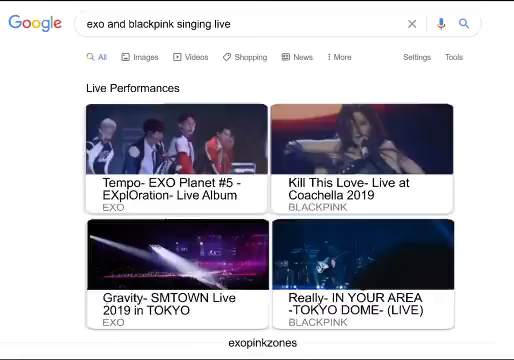 Google
exo and blackpink singing live
All Images Videos Shopping News More Settings Tools
Live Performances
Tempo- EXO Planet #5 -
EXplOration- Live Album
EXO
Kill This Love- Live at
Coachella 2019
BLACKPINK
Gravity- SMTOWN Live
2019 in TOKYO
EXO
Really- IN YOUR AREA
-TOKYO DOME- (LIVE)
BLACKPINK
exopinkzones